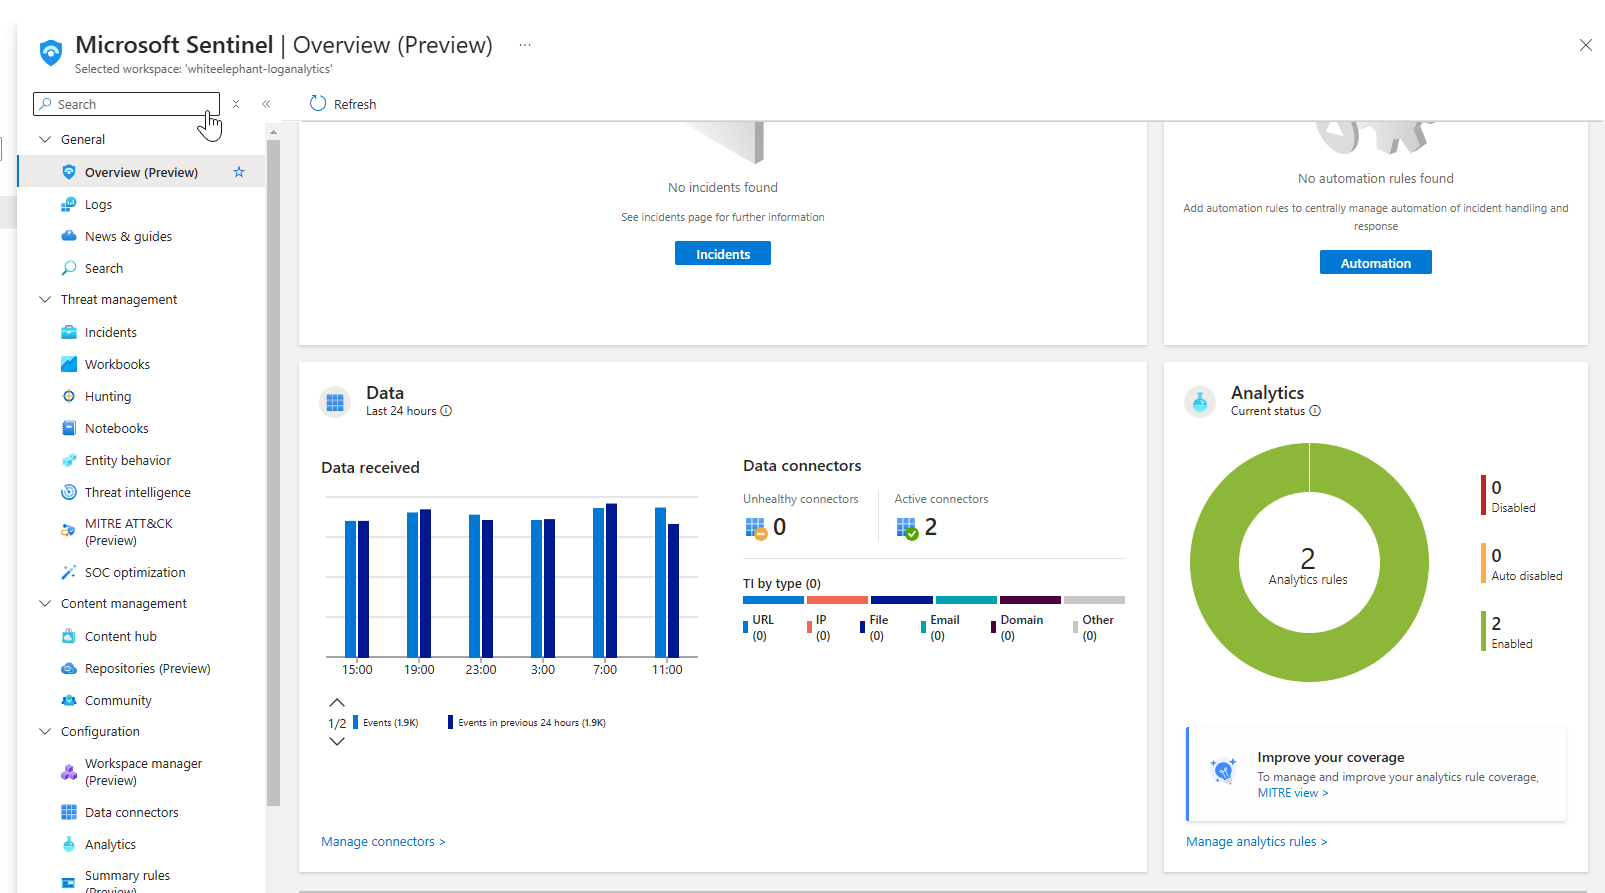 Microsoft Sentinel | Overview (Preview) ...
Selected workspace: 'whiteelephant-loganalytics'
Search
Refresh
General
Overview (Preview)
Logs
News & guides
Search
Threat management
Incidents
Workbooks
Hunting
Notebooks
Entity behavior
Threat intelligence
MITRE ATT&CK
(Preview)
SOC optimization
Content management
Content hub
Repositories (Preview)
Community
Configuration
Workspace manager
(Preview)
Data connectors
Analytics
Summary rules
(Preview)
No incidents found
See incidents page for further information
Incidents
No automation rules found
Add automation rules to centrally manage automation of incident handling and
response
Automation
Data
Last 24 hours
Data received
15:00 19:00 23:00 3:00 7:00 11:00
1/2 Events (1.9K) Events in previous 24 hours (1.9K)
Manage connectors >
Data connectors
Unhealthy connectors
0
Active connectors
2
TI by type (0)
URL
(0)
IP
(0)
File
(0)
Email
(0)
Domain
(0)
Other
(0)
Analytics
Current status
2
Analytics rules
0
Disabled
0
Auto disabled
2
Enabled
Improve your coverage
To manage and improve your analytics rule coverage,
MITRE view >
Manage analytics rules >